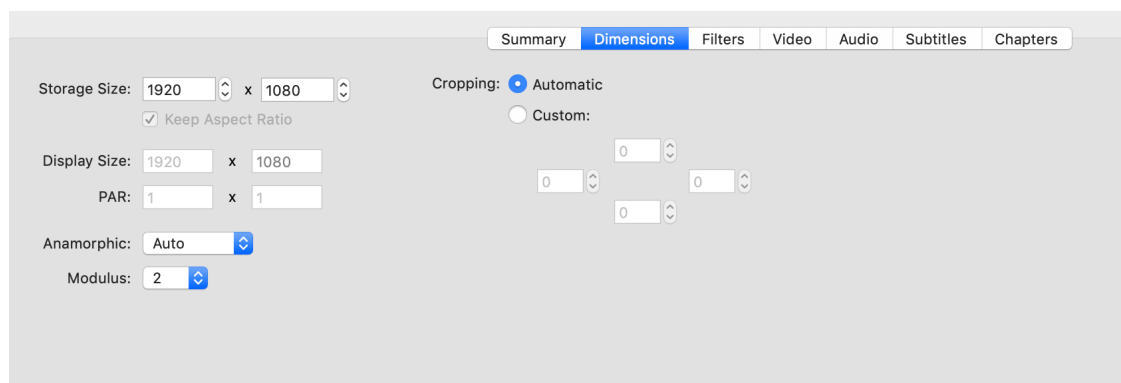 Summary Dimensions Filters Video Audio Subtitles Chapters
Storage Size: 1920 x 1080
Keep Aspect Ratio
Display Size: 1920 x 1080
PAR: 1 x 1
Anamorphic: Auto
Modulus: 2
Cropping: Automatic
Custom:
0
0 0
0